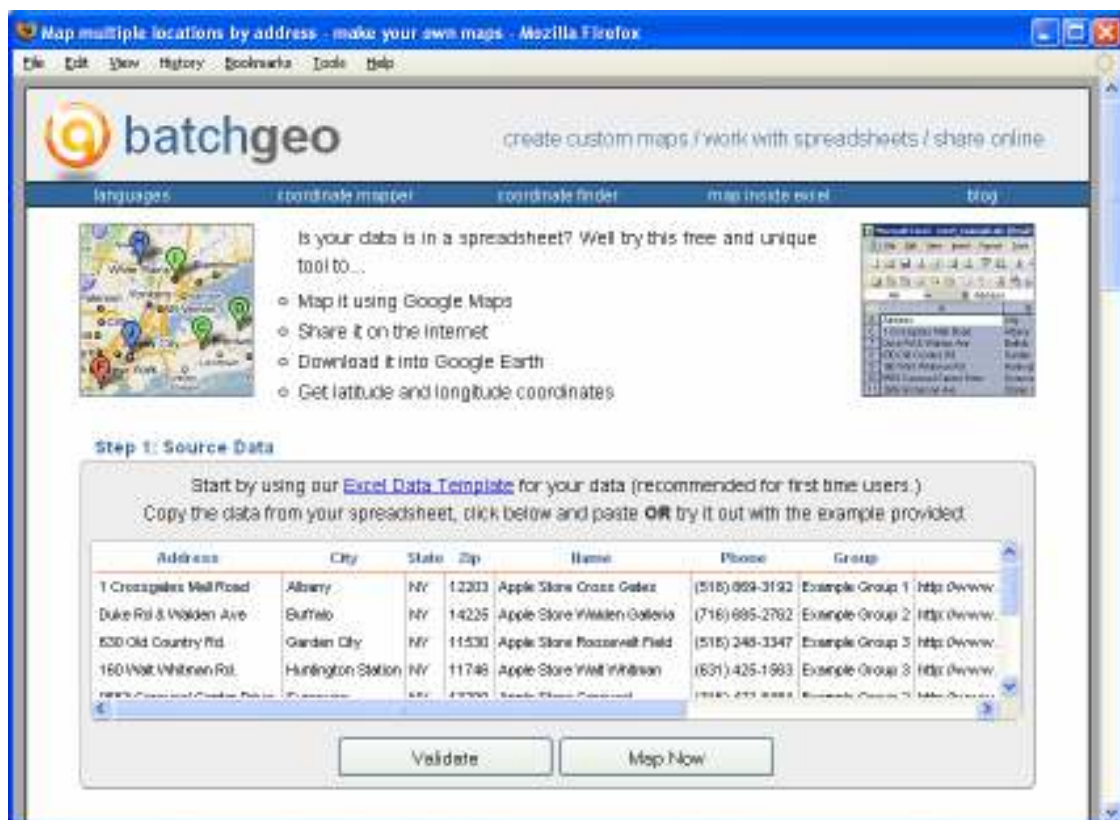 Map multiple locations by address - make your own maps - Mozilla Firefox
File Edit View History Bookmarks Tools Help
batchgeo
create custom maps / work with spreadsheets / share online
languages coordinate mapper coordinate finder map inside excel blog
Is your data is in a spreadsheet? Well try this free and unique
tool to...
Map it using Google Maps
Share it on the Internet
Download it into Google Earth
Get latitude and longitude coordinates
Step 1: Source Data
Start by using our Excel Data Template for your data (recommended for first time users.)
Copy the data from your spreadsheet, click below and paste OR try it out with the example provided
Address City State Zip Name Phone Group
1 Crossgates Mall Road Albany NY 12203 Apple Store Cross Gates (518) 869-3192 Example Group 1 http://www.
Duke Rd & Walden Ave Buffalo NY 14225 Apple Store Walden Galleria (716) 685-2762 Example Group 2 http://www.
630 Old Country Rd. Garden City NY 11530 Apple Store Roosevelt Field (516) 248-3347 Example Group 3 http://www.
160 Walt Whitman Rd. Huntington Station NY 11746 Apple Store Walt Whitman (631) 425-1563 Example Group 3 http://www.
Validate Map Now